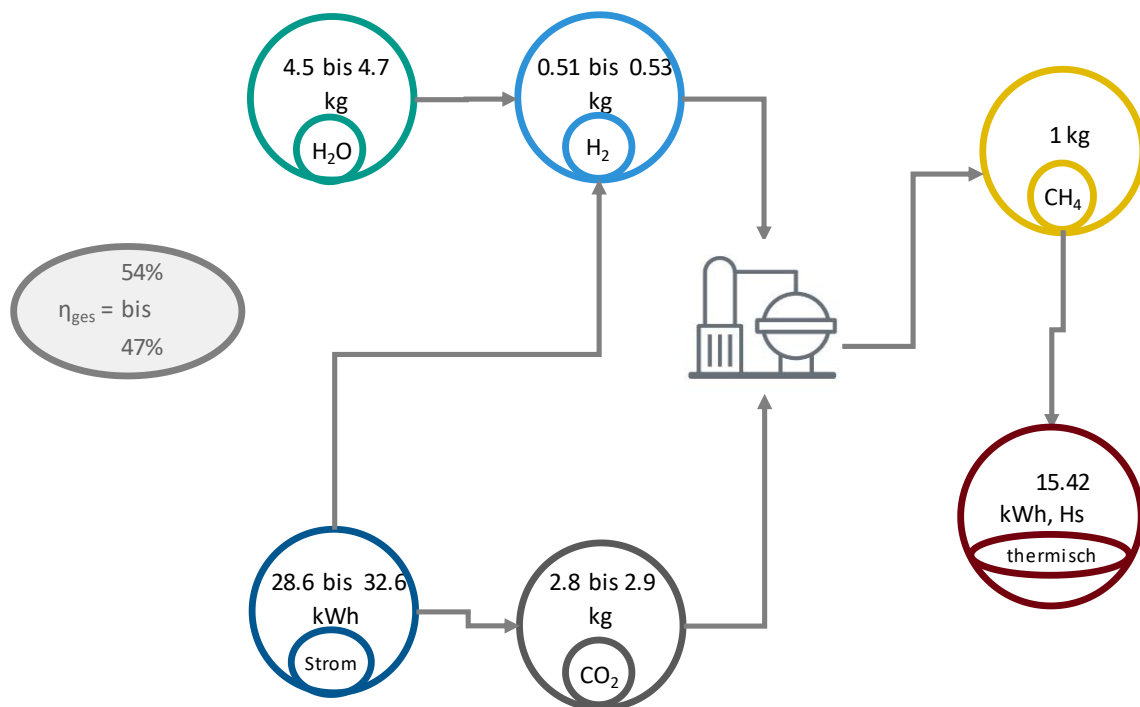 4.5 bis 4.7
kg
H₂O
0.51 bis 0.53
kg
H₂
1 kg
CH₄
54%
ηges = bis
47%
28.6 bis 32.6
kWh
Strom
2.8 bis 2.9
kg
CO₂
15.42
kWh, Hs
thermisch